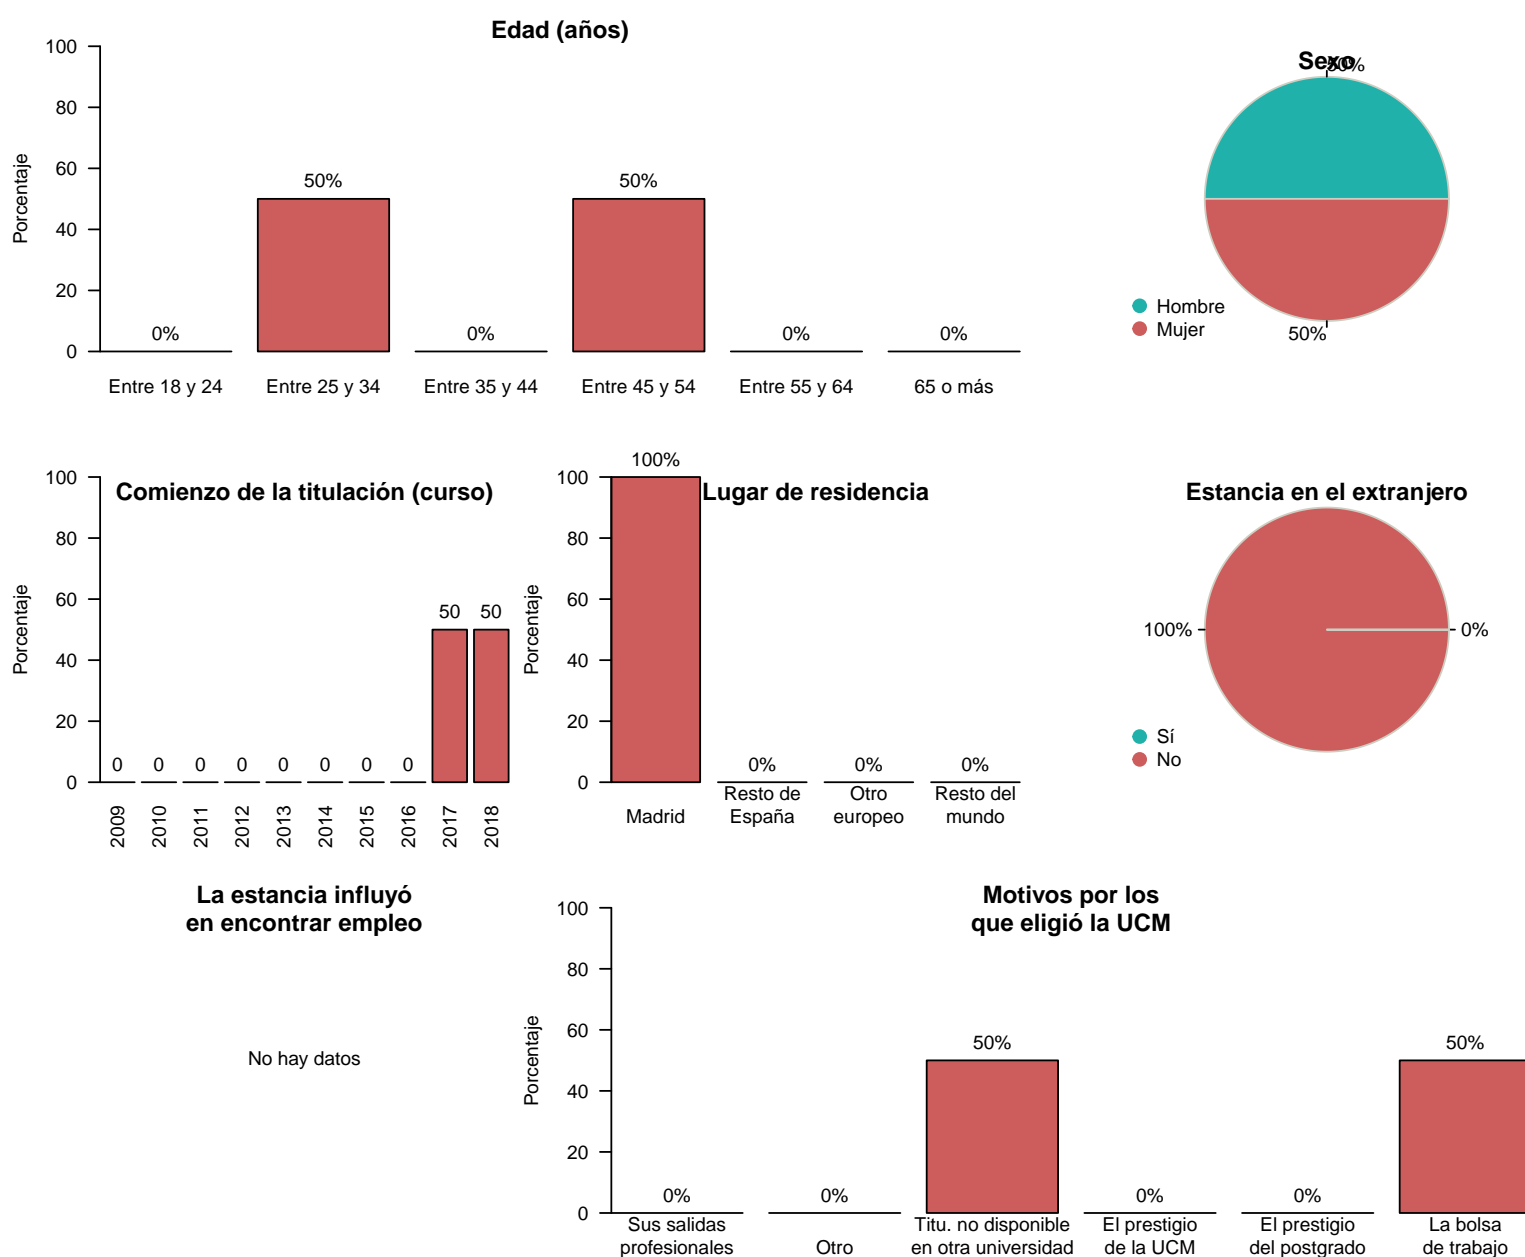 Edad (años)
100
80
60
40
20
0
Porcentaje
0%
50%
0%
50%
0%
0%
Entre 18 y 24
Entre 25 y 34
Entre 35 y 44
Entre 45 y 54
Entre 55 y 64
65 o más
Sexo
50%
50%
Hombre
Mujer
Comienzo de la titulación (curso)
100
80
60
40
20
0
Porcentaje
0
0
0
0
0
0
0
0
50
50
2009
2010
2011
2012
2013
2014
2015
2016
2017
2018
Lugar de residencia
100
80
60
40
20
0
Porcentaje
100%
0%
0%
0%
Madrid
Resto de
España
Otro
europeo
Resto del
mundo
Estancia en el extranjero
100%
0%
Sí
No
La estancia influyó
en encontrar empleo
No hay datos
Motivos por los
que eligió la UCM
100
80
60
40
20
0
Porcentaje
0%
0%
50%
0%
0%
50%
Sus salidas
profesionales
Otro
Titu. no disponible
en otra universidad
El prestigio
de la UCM
El prestigio
del postgrado
La bolsa
de trabajo